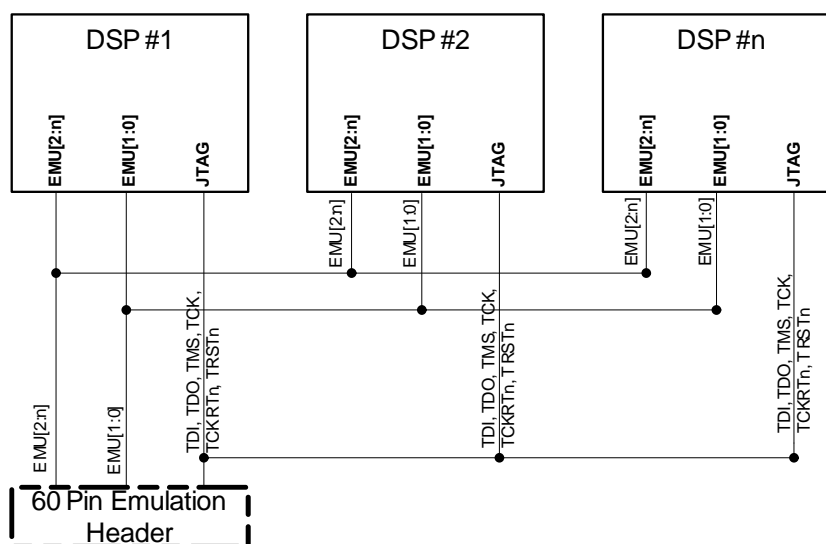 DSP #1
DSP #2
DSP #n
EMU[2:n]
EMU[1:0]
JTAG
EMU[2:n]
EMU[1:0]
JTAG
EMU[2:n]
EMU[1:0]
JTAG
EMU[2:n]
EMU[1:0]
EMU[2:n]
EMU[1:0]
TDI, TDO, TMS, TCK,
TCKRTn, TRSTn
TDI, TDO, TMS, TCK,
TCKRTn, TRSTn
TDI, TDO, TMS, TCK,
TCKRTn, TRSTn
EMU[2:n]
EMU[1:0]
60 Pin Emulation
Header